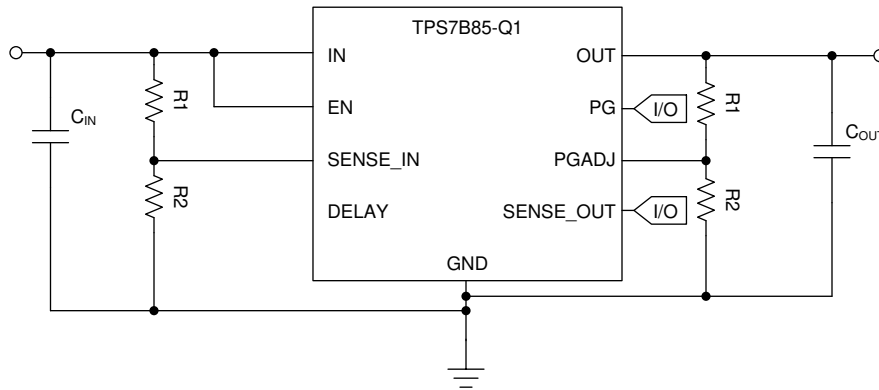 TPS7B85-Q1
IN
OUT
R1
R1
EN
PG
I/O
CIN
COUT
SENSE_IN
PGADJ
R2
R2
DELAY
SENSE_OUT
I/O
GND